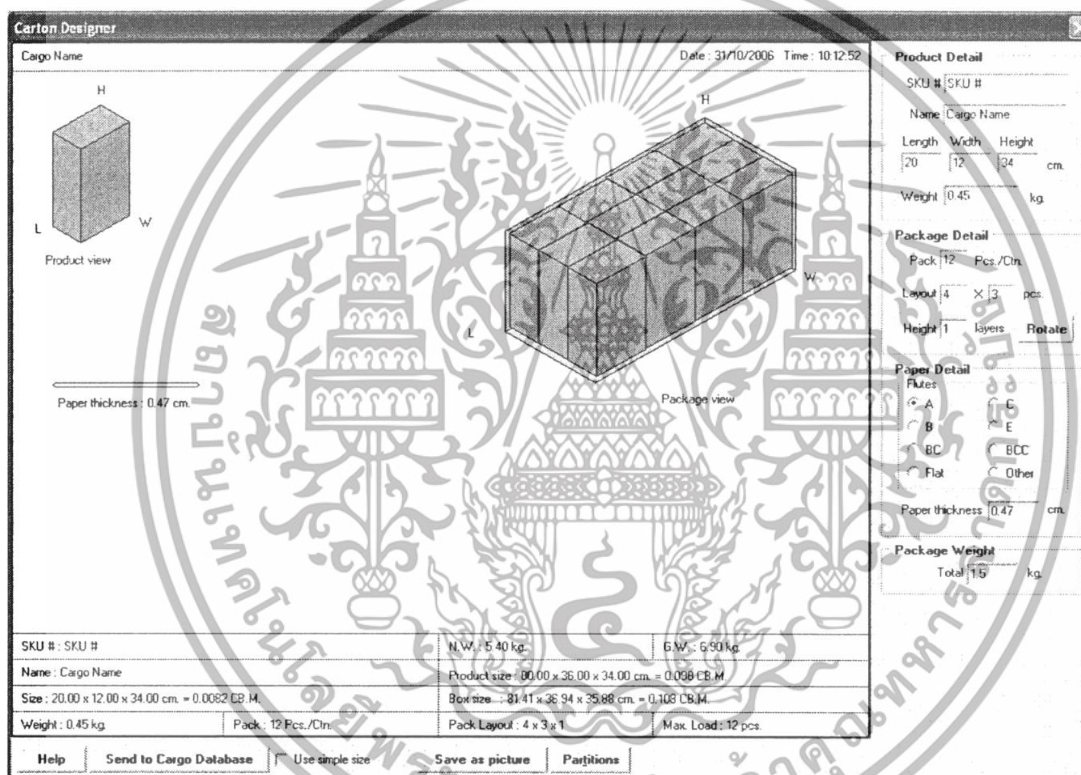 Carton Designer
Cargo Name
Date : 31/10/2006 Time : 10:12:52
H
L
W
Product view
Paper thickness : 0.47 cm.
H
L
W
Package view
Product Detail
SKU # SKU #
Name Cargo Name
Length Width Height
20 12 34 cm.
Weight 0.45 kg.
Package Detail
Pack 12 Pcs./Ctn.
Layout 4 X 3 pcs.
Height 1 layers Rotate
Paper Detail
Flutes
A C
B E
BC BCC
Flat Other
Paper thickness 0.47 cm.
Package Weight
Total 1.5 kg.
SKU # : SKU # N.W. : 5.40 kg. G.W. : 6.90 kg.
Name : Cargo Name Product size : 80.00 x 36.00 x 34.00 cm. = 0.098 CB.M.
Size : 20.00 x 12.00 x 34.00 cm. = 0.0082 CB.M. Box size : 81.41 x 36.94 x 35.88 cm. = 0.108 CB.M.
Weight : 0.45 kg. Pack : 12 Pcs./Ctn. Pack Layout : 4 x 3 x 1 Max. Load : 12 pcs.
Help Send to Cargo Database Use simple size Save as picture Partitions